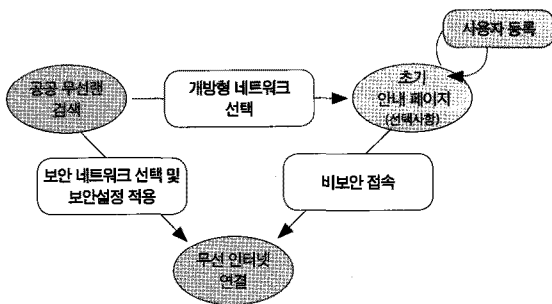 사용자 등록
공공 무선랜
검색
개방형 네트워크
선택
초기
안내 페이지
(선택사항)
보안 네트워크 선택 및
보안설정 적용
비보안 접속
무선 인터넷
연결